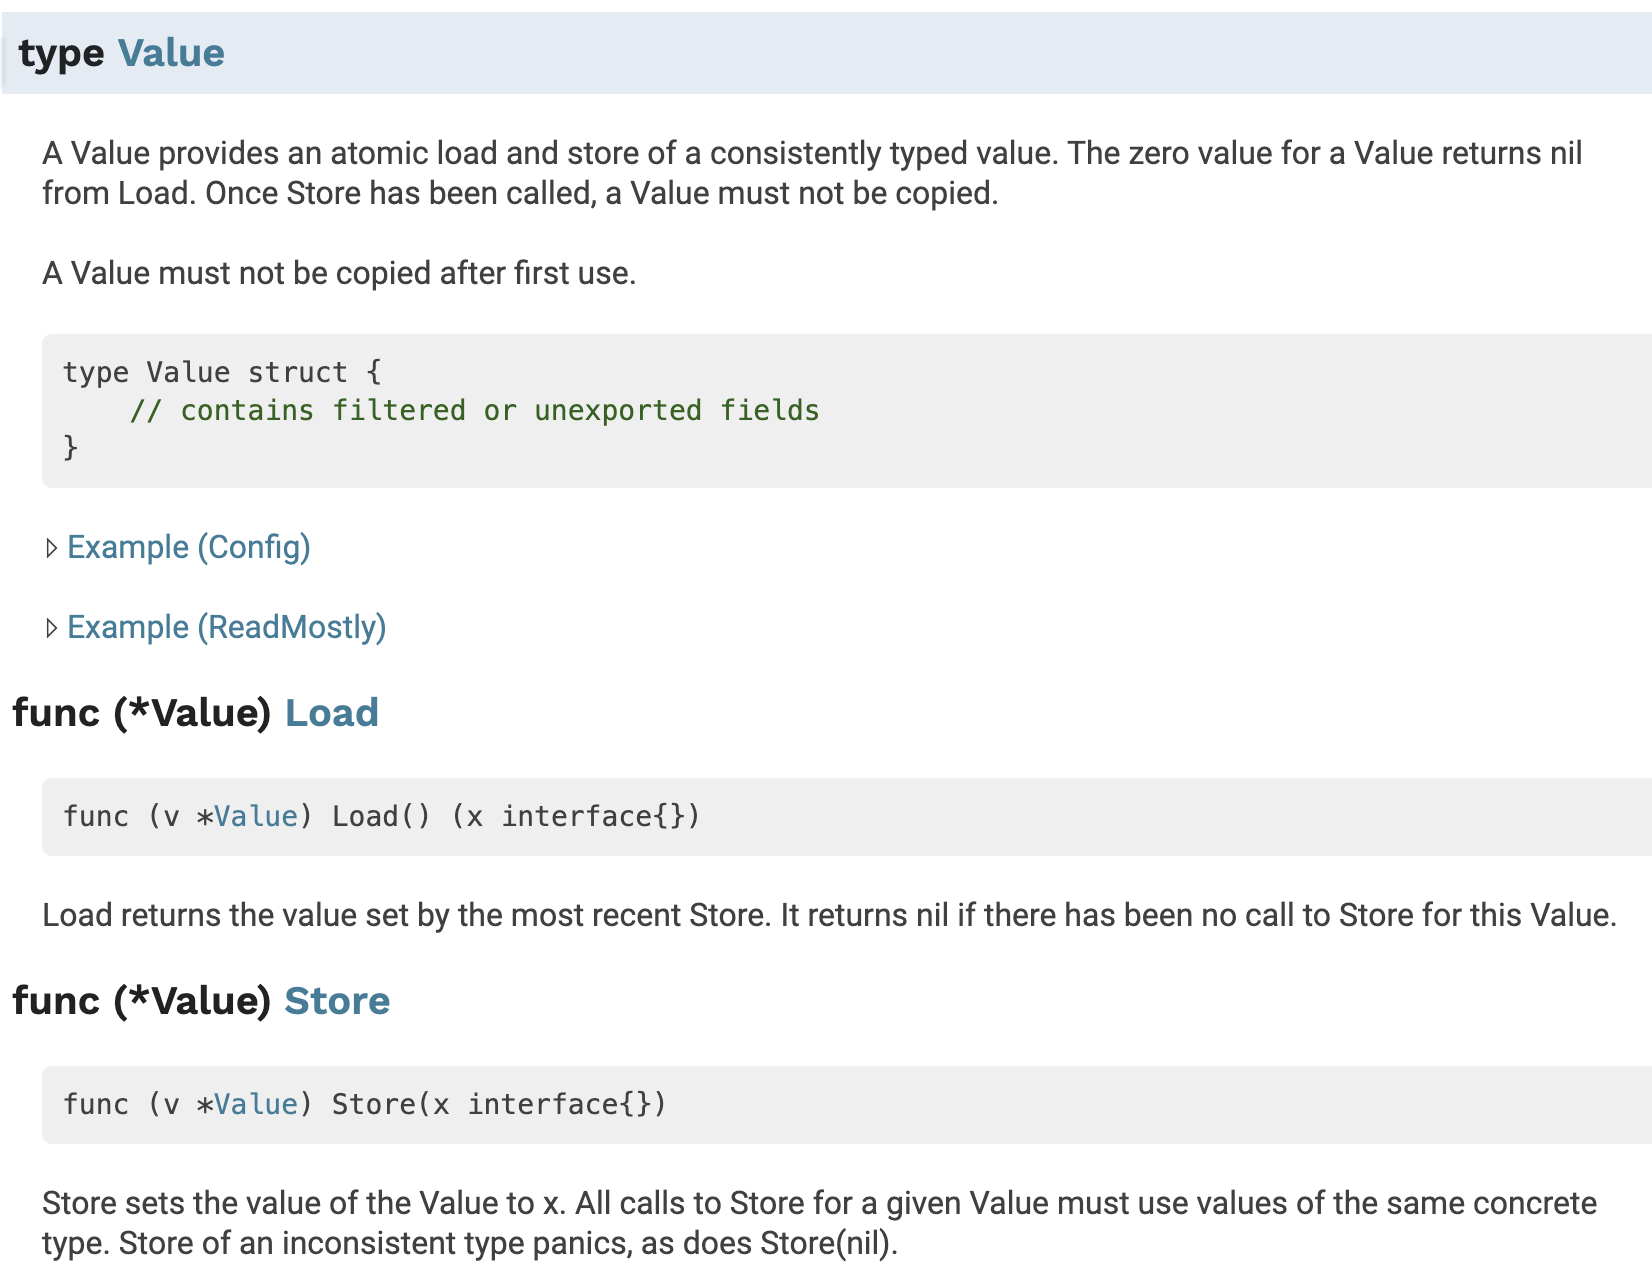 type Value
A Value provides an atomic load and store of a consistently typed value. The zero value for a Value returns nil
from Load. Once Store has been called, a Value must not be copied.
A Value must not be copied after first use.
type Value struct {
    // contains filtered or unexported fields
}
▹ Example (Config)
▹ Example (ReadMostly)
func (*Value) Load
func (v *Value) Load() (x interface{})
Load returns the value set by the most recent Store. It returns nil if there has been no call to Store for this Value.
func (*Value) Store
func (v *Value) Store(x interface{})
Store sets the value of the Value to x. All calls to Store for a given Value must use values of the same concrete
type. Store of an inconsistent type panics, as does Store(nil).